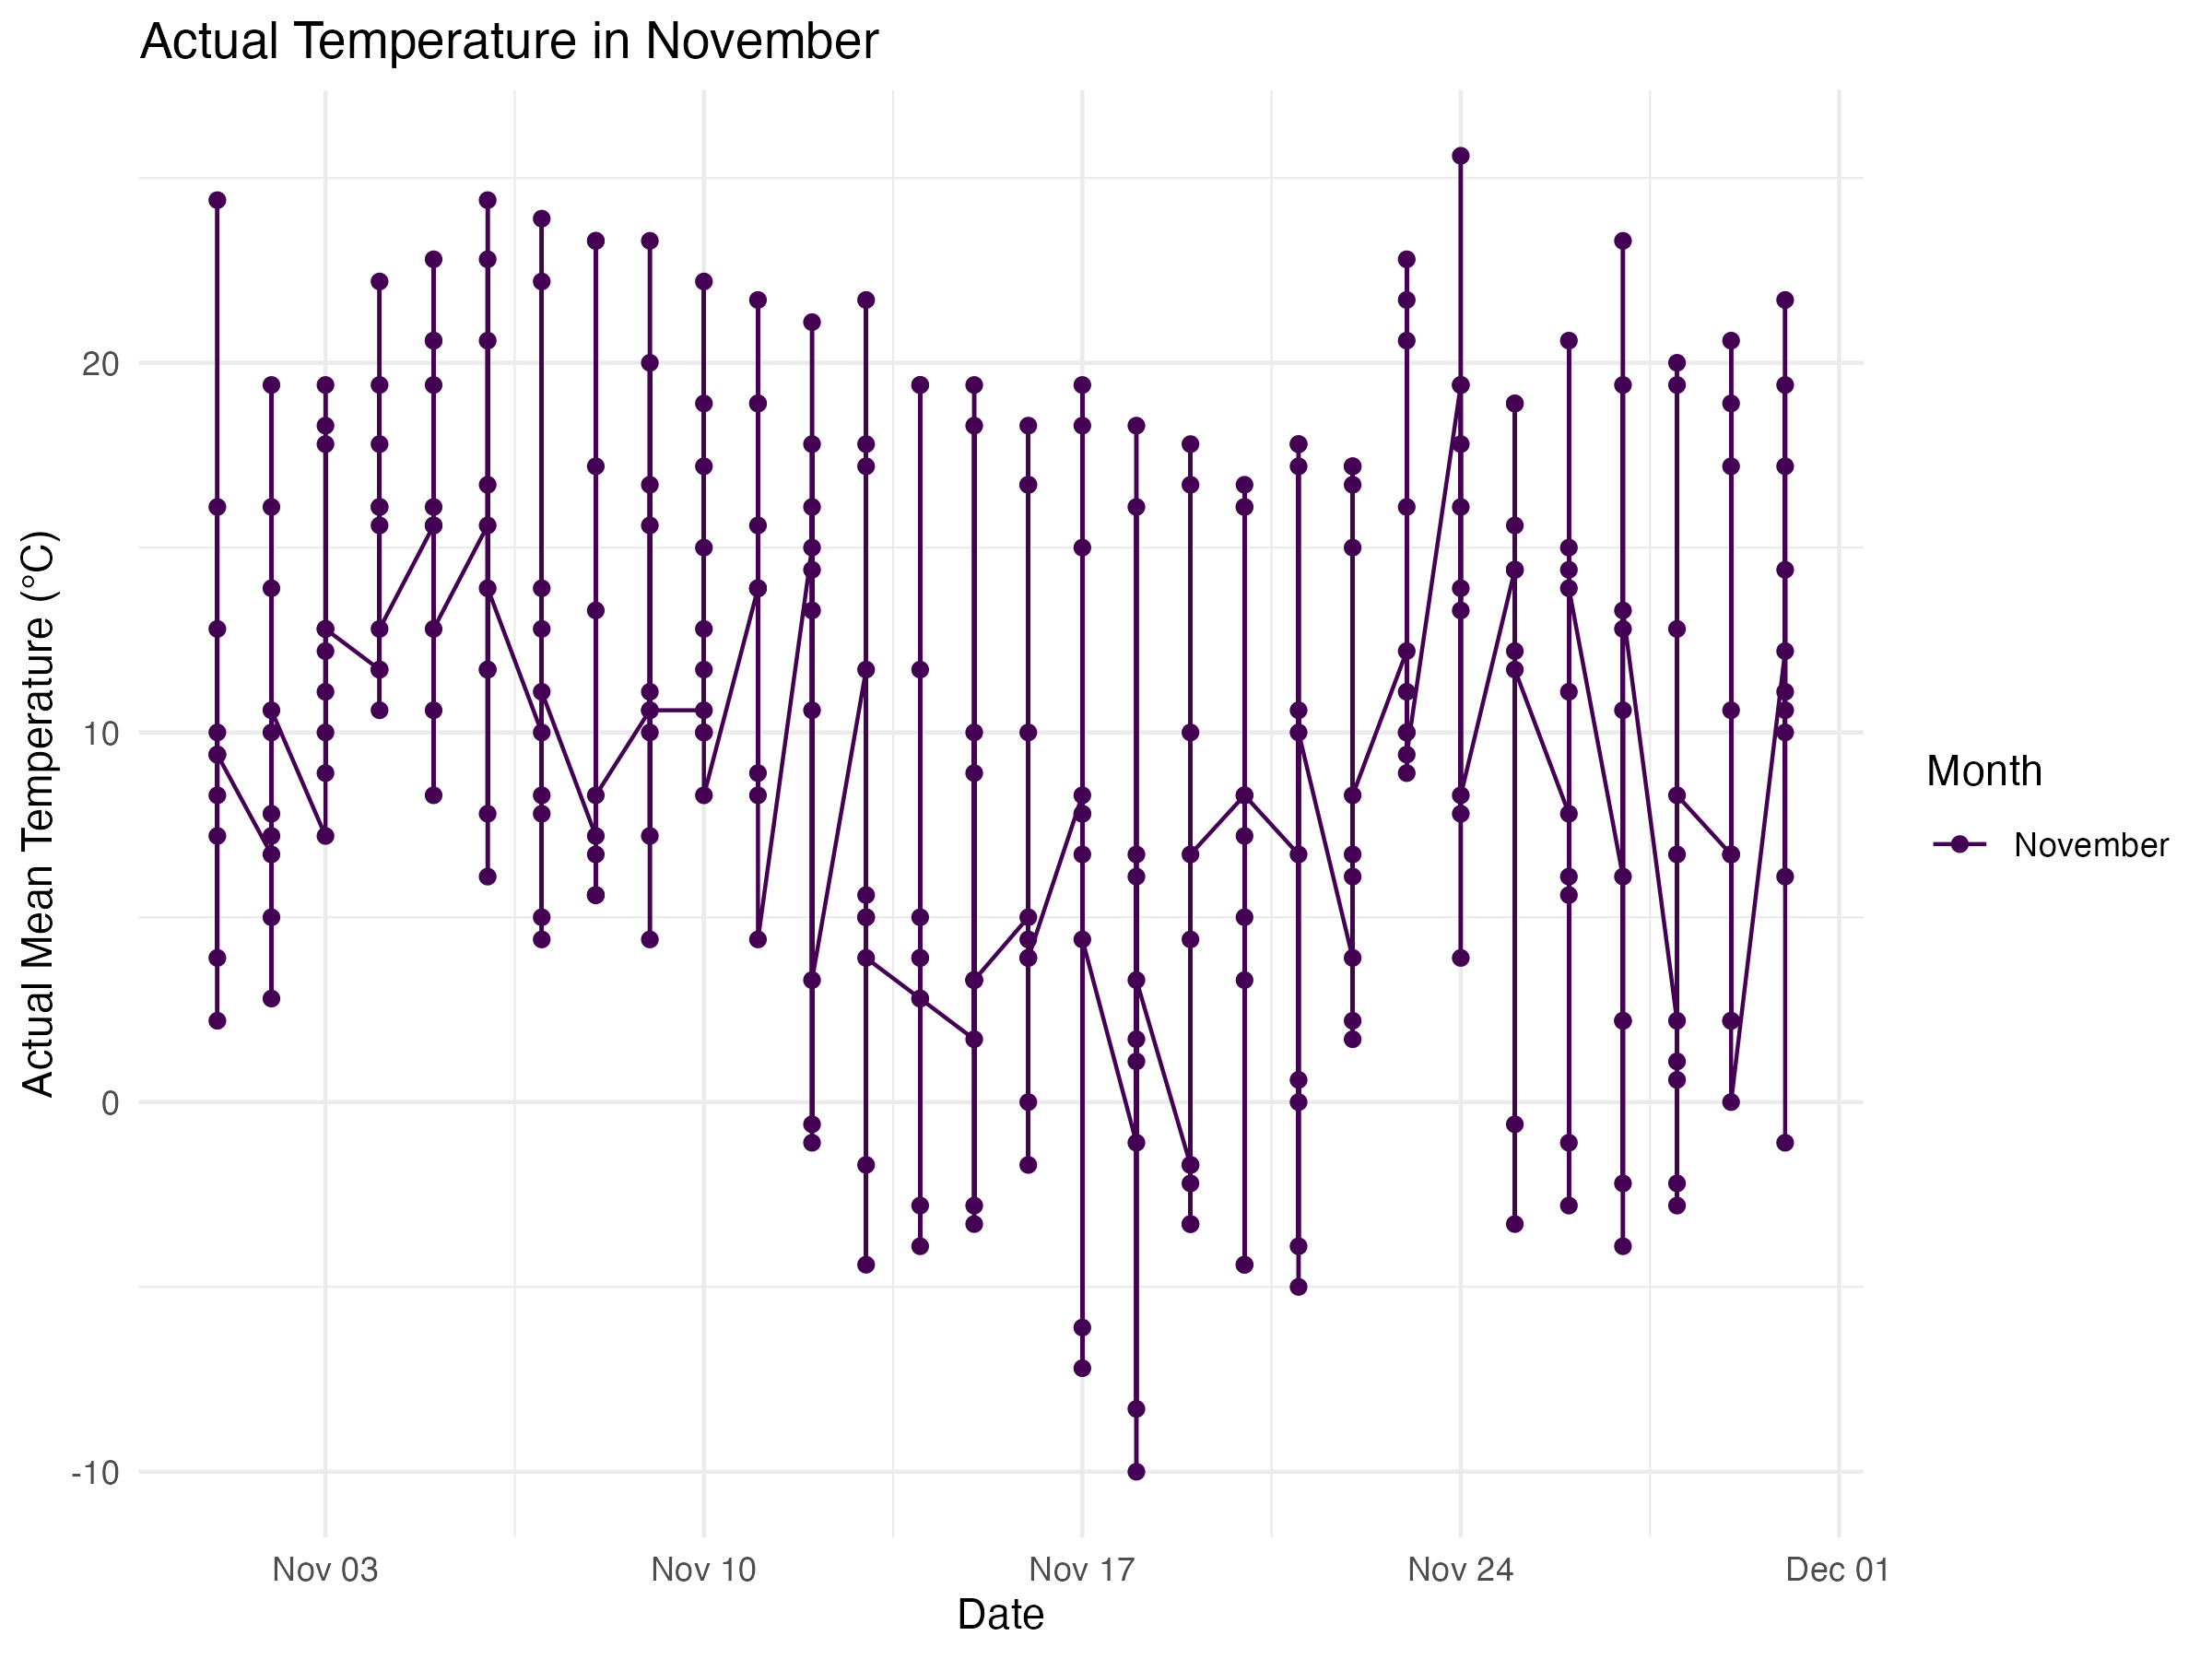 Actual Temperature in November
Actual Mean Temperature (°C)
20
10
0
-10
Nov 03
Nov 10
Nov 17
Nov 24
Dec 01
Date
Month
November